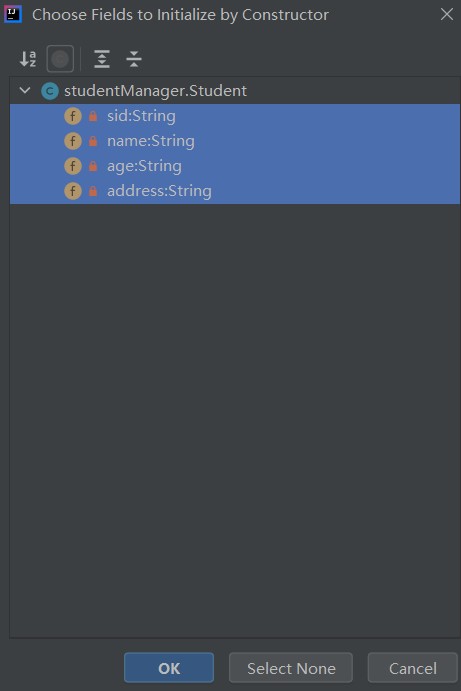 Choose Fields to Initialize by Constructor
studentManager.Student
sid:String
name:String
age:String
address:String
OK
Select None
Cancel